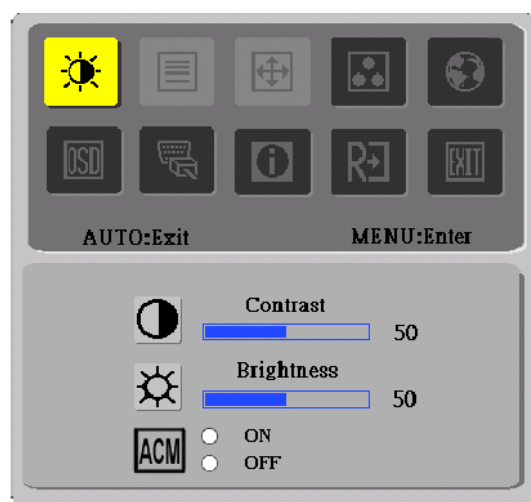 OSD R EXIT
AUTO:Exit MENU:Enter
Contrast
50
Brightness
50
ACM ON
OFF